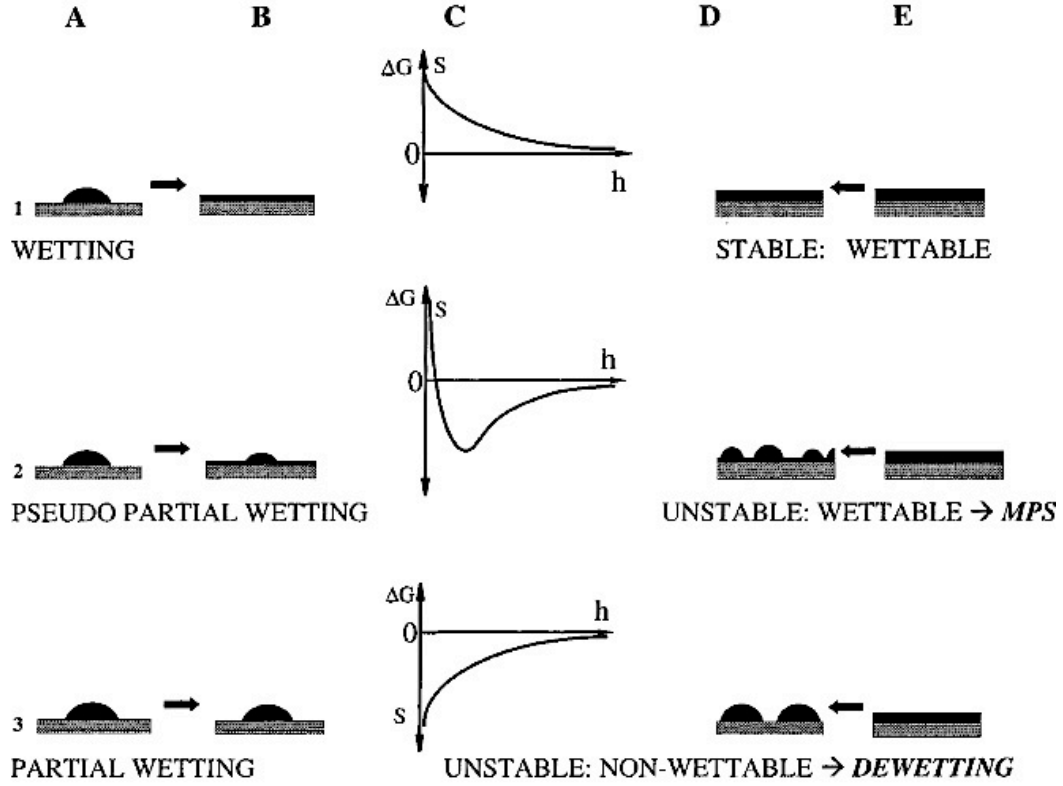 A B C D E
ΔG S
0
h
1
WETTING
STABLE: WETTABLE
ΔG S
h
0
2
PSEUDO PARTIAL WETTING
UNSTABLE: WETTABLE → MPS
ΔG
h
0
3
S
PARTIAL WETTING
UNSTABLE: NON-WETTABLE → DEWETTING